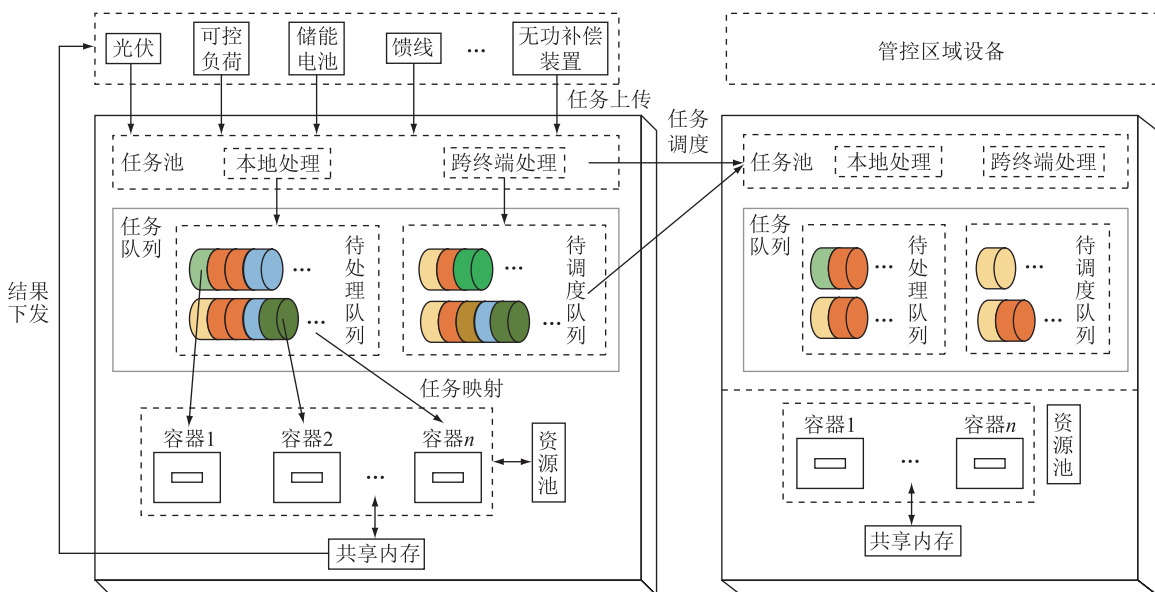 光伏
可控
负荷
储能
电池
馈线
...
无功补偿
装置
管控区域设备
任务上传
任务
调度
任务池
本地处理
跨终端处理
任务池
本地处理
跨终端处理
任务
队列
...
...
待处理队列
...
...
待调度队列
任务
队列
...
...
待处理队列
...
...
待调度队列
结果
下发
任务映射
容器1
容器2
...
容器n
资源池
共享内存
容器1
...
容器n
资源池
共享内存